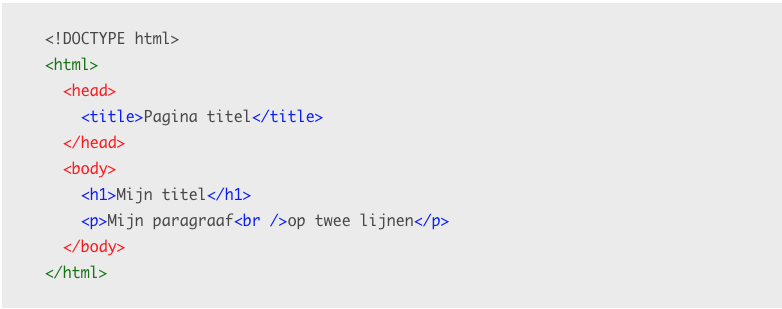 <!DOCTYPE html>
<html>
<head>
<title>Pagina titel</title>
</head>
<body>
<h1>Mijn titel</h1>
<p>Mijn paragraaf<br />op twee lijnen</p>
</body>
</html>